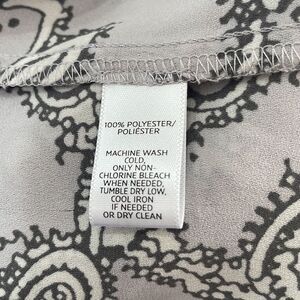 100% POLYESTER/
POLIÉSTER
MACHINE WASH
COLD,
ONLY NON-
CHLORINE BLEACH
WHEN NEEDED,
TUMBLE DRY LOW,
COOL IRON
IF NEEDED
OR DRY CLEAN